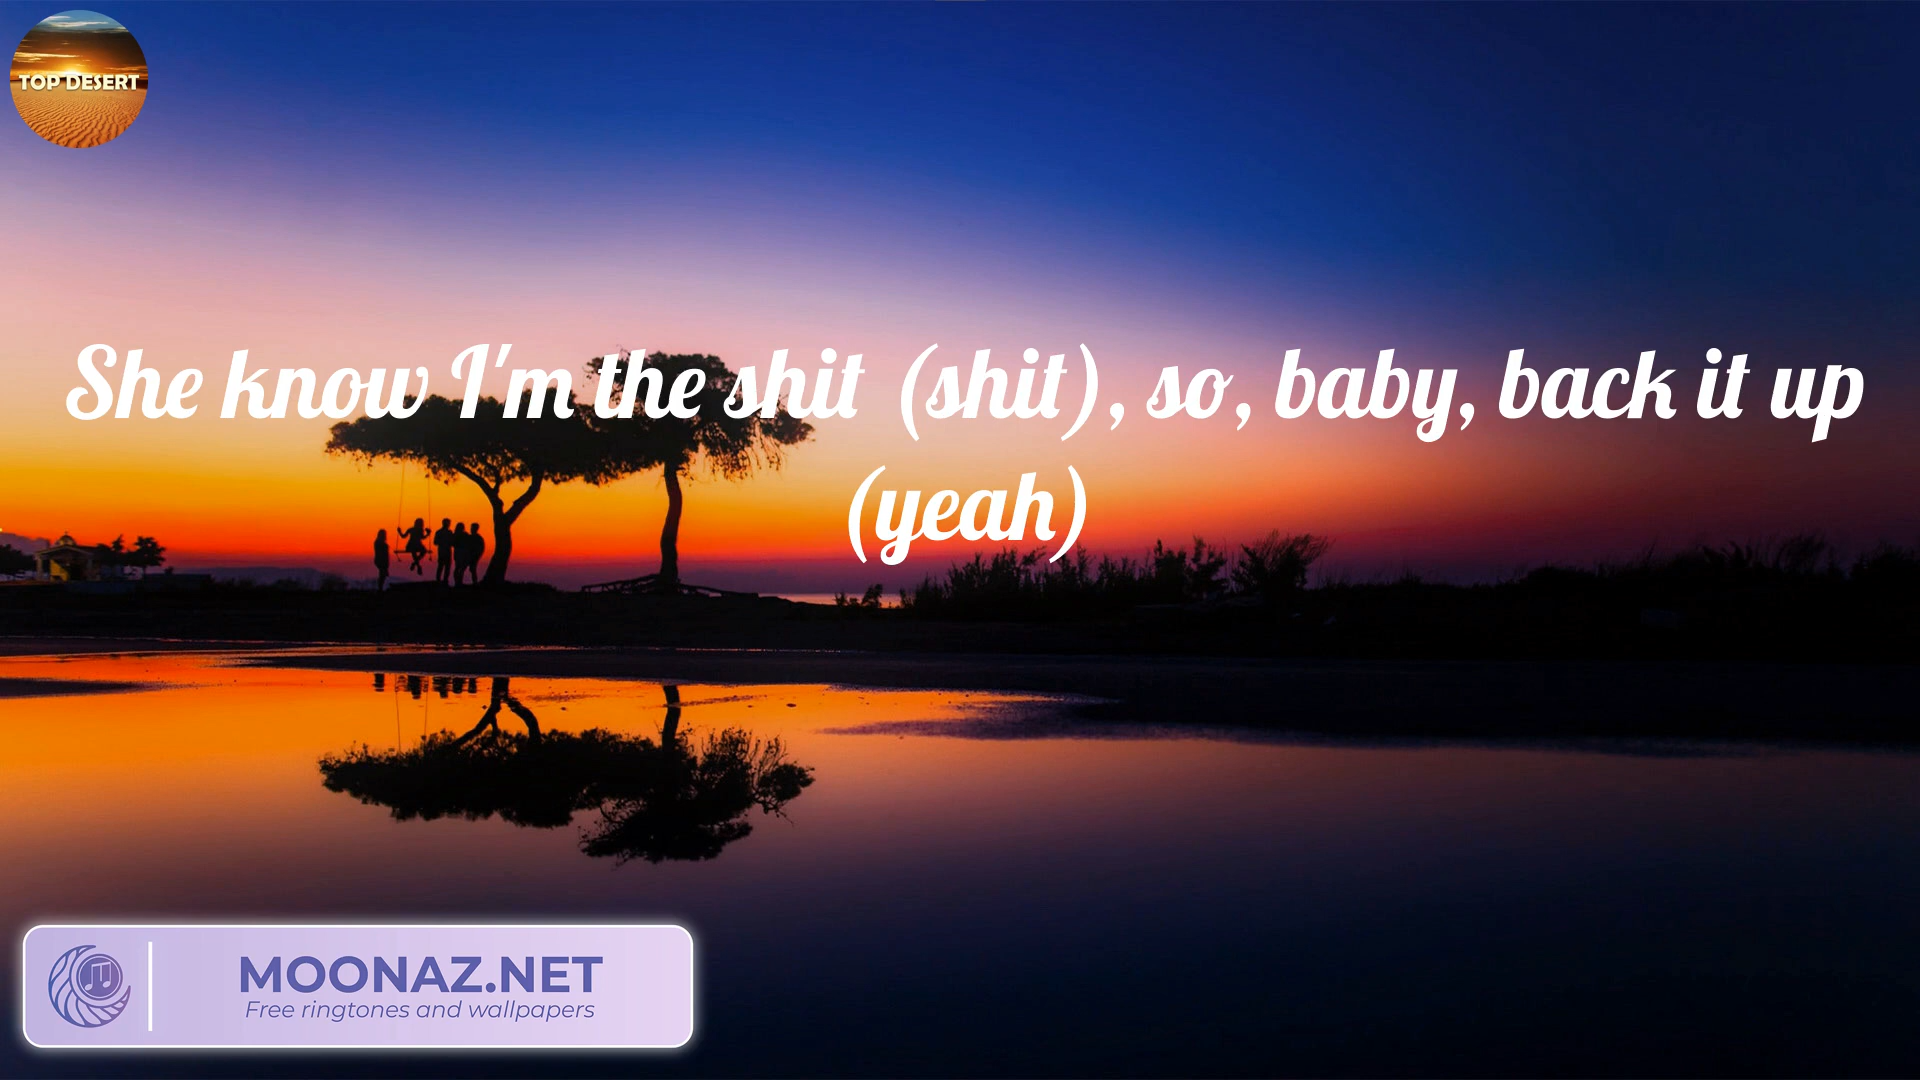 TOP DESERT
She know I'm the shit (shit), so, baby, back it up
(yeah)
MOONAZ.NET
Free ringtones and wallpapers